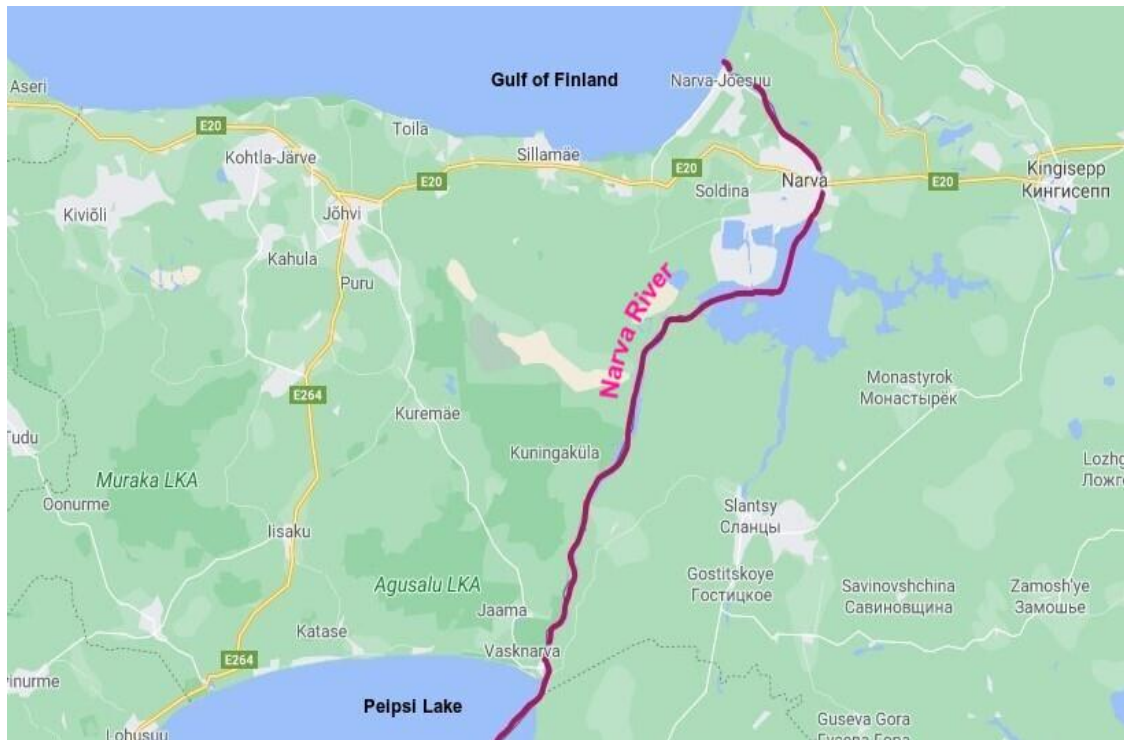 Gulf of Finland
Narva-Jõesuu
Aseri
E20
Toila
Kohtla-Järve
Sillamäe
E20
Kingisepp
Кингисепп
E20
Narva
E20
Soldina
Kiviõli
Jõhvi
Kahula
Puru
Narva River
Monastyrok
Монастырёк
E264
Kuremäe
Tudu
Kuningaküla
Muraka LKA
Oonurme
Slantsy
Сланцы
Iisaku
Gostitskoye
Гостицкое
Savinovshchina
Савиновщина
Zamosh'ye
Замошье
Agusalu LKA
Jaama
Katase
Vasknarva
E264
Peipsi Lake
Lohusuu
Guseva Gora